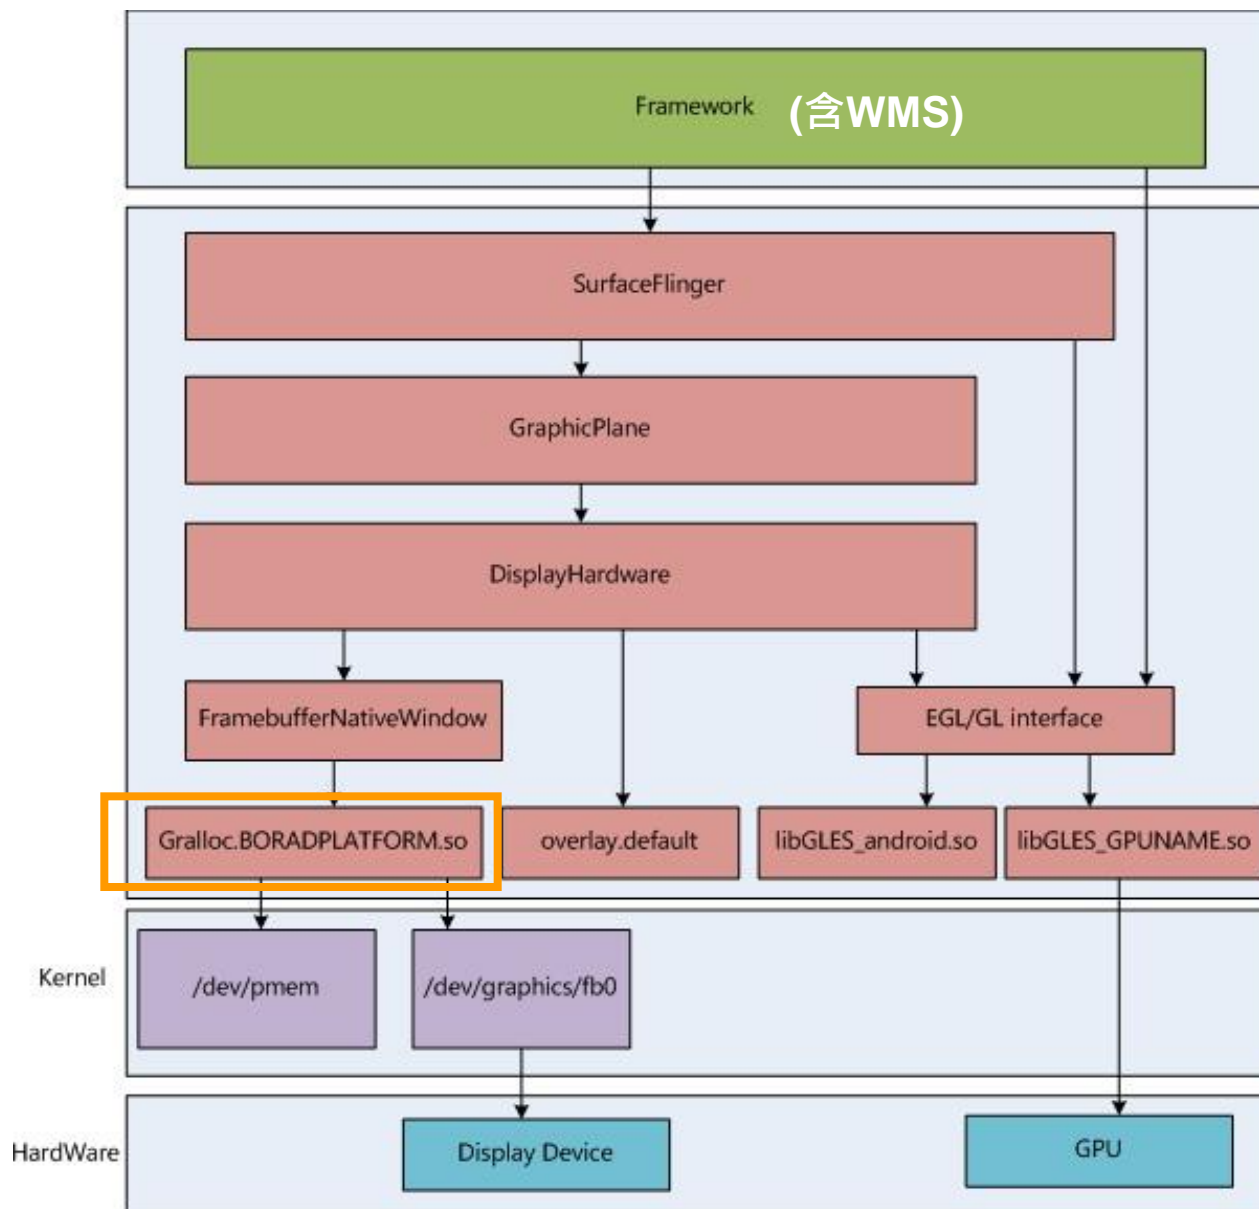 Framework (含WMS)
SurfaceFlinger
GraphicPlane
DisplayHardware
FramebufferNativeWindow
EGL/GL interface
Gralloc.BORADPLATFORM.so
overlay.default
libGLES_android.so
libGLES_GPUNAME.so
Kernel
/dev/pmem
/dev/graphics/fb0
HardWare
Display Device
GPU